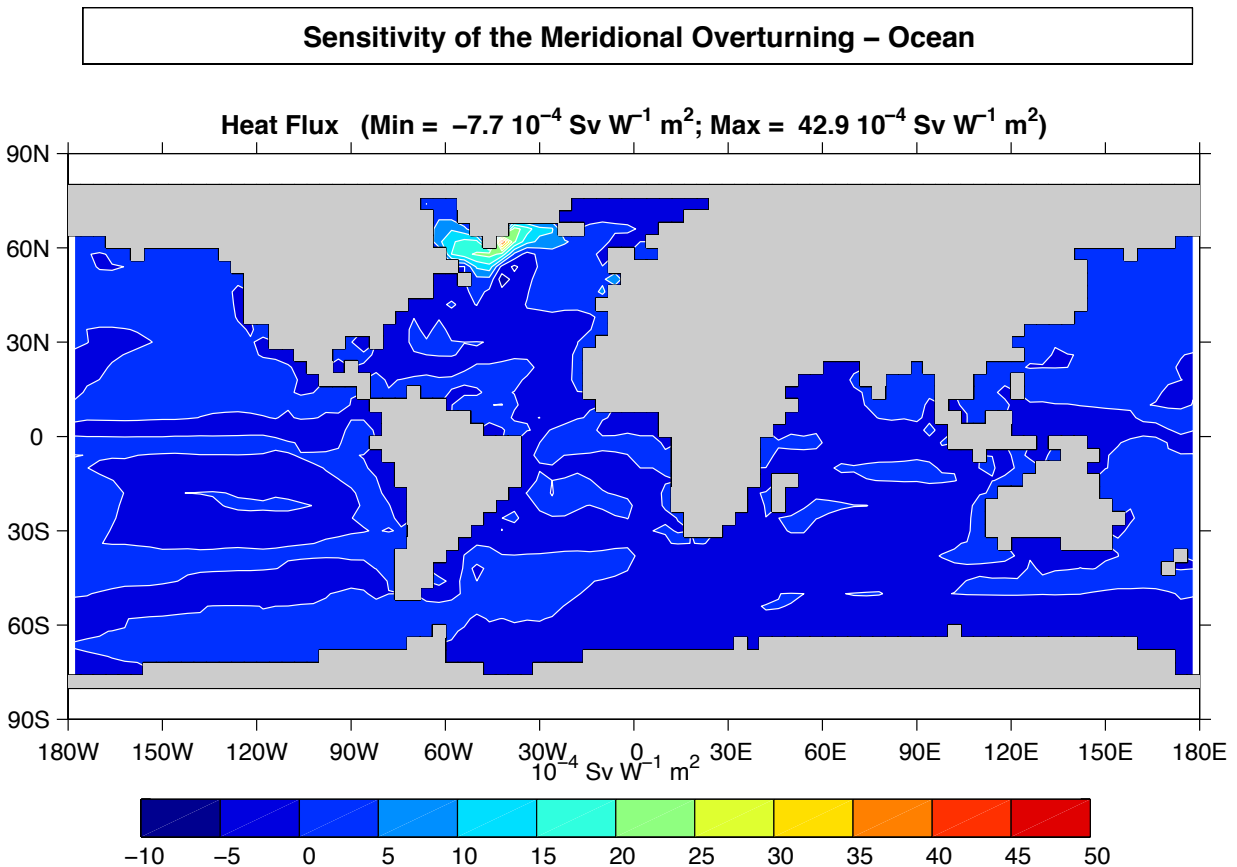 Sensitivity of the Meridional Overturning – Ocean
Heat Flux (Min = −7.7 10⁻⁴ Sv W⁻¹ m²; Max = 42.9 10⁻⁴ Sv W⁻¹ m²)
90N
60N
30N
0
30S
60S
90S
180W 150W 120W 90W 60W 30W 0 30E 60E 90E 120E 150E 180E
10⁻⁴ Sv W⁻¹ m²
−10 −5 0 5 10 15 20 25 30 35 40 45 50